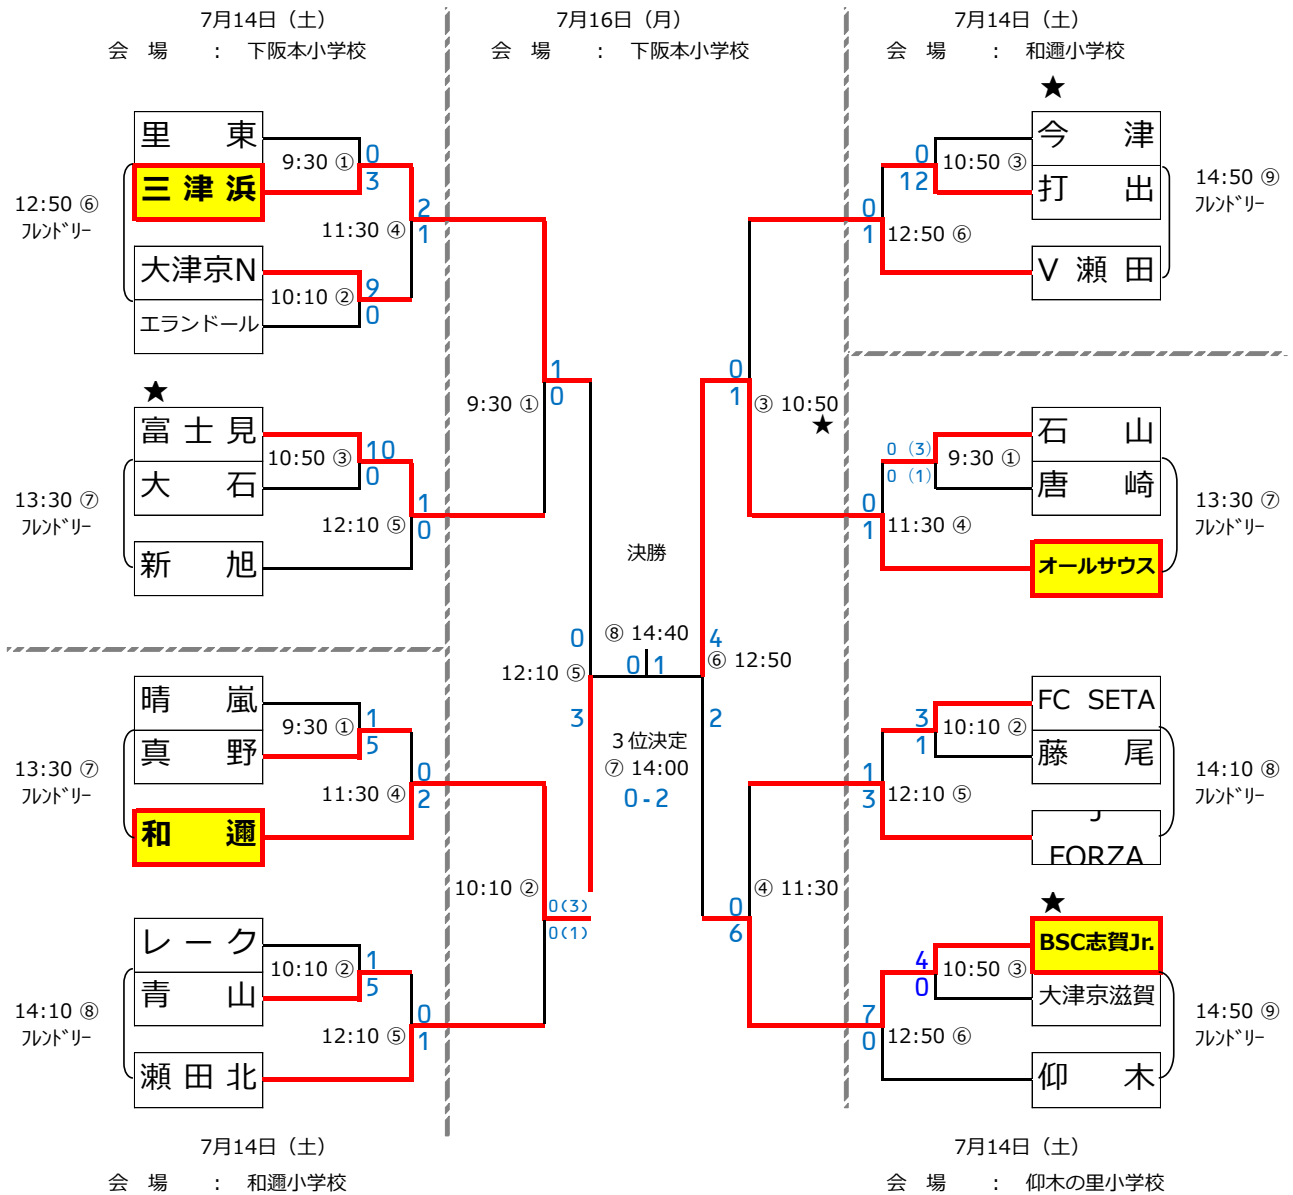 7月14日（土）
会 場 : 下阪本小学校
7月16日（月）
会 場 : 下阪本小学校
7月14日（土）
会 場 : 和邇小学校
★
里 東
三 津 浜
大津京N
エランドール
9:30 ①
0
3
10:10 ②
9
0
11:30 ④
2
1
12:50 ⑥
ﾌﾚﾝﾄﾞﾘｰ
★
富 士 見
大 石
新 旭
10:50 ③
10
0
12:10 ⑤
1
0
13:30 ⑦
ﾌﾚﾝﾄﾞﾘｰ
9:30 ①
1
0
晴 嵐
真 野
和 邇
9:30 ①
1
5
11:30 ④
0
2
13:30 ⑦
ﾌﾚﾝﾄﾞﾘｰ
レ ー ク
青 山
瀬 田 北
10:10 ②
1
5
12:10 ⑤
0
1
14:10 ⑧
ﾌﾚﾝﾄﾞﾘｰ
10:10 ②
0(3)
0(1)
12:10 ⑤
0
3
決勝
⑧ 14:40
0 1
3位決定
⑦ 14:00
0-2
4
⑥ 12:50
2
0
1
③ 10:50
★
④ 11:30
0
6
今 津
打 出
V 瀬 田
10:50 ③
0
12
12:50 ⑥
0
1
14:50 ⑨
ﾌﾚﾝﾄﾞﾘｰ
石 山
唐 崎
オールサウス
9:30 ①
0（3）
0（1）
11:30 ④
0
1
13:30 ⑦
ﾌﾚﾝﾄﾞﾘｰ
FC SETA
藤 尾
J
FORZA
10:10 ②
3
1
12:10 ⑤
1
3
14:10 ⑧
ﾌﾚﾝﾄﾞﾘｰ
★
BSC志賀Jr.
大津京滋賀
仰 木
10:50 ③
4
0
12:50 ⑥
7
0
14:50 ⑨
ﾌﾚﾝﾄﾞﾘｰ
7月14日（土）
会 場 : 和邇小学校
7月14日（土）
会 場 : 仰木の里小学校